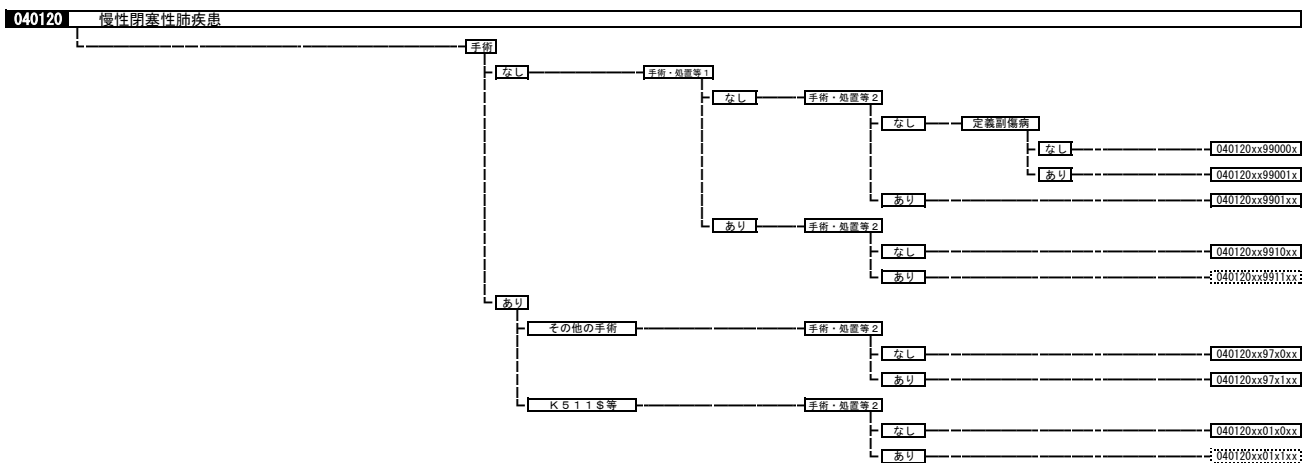 040120 慢性閉塞性肺疾患
手術
なし 手術・処置等1
なし 手術・処置等2
なし 定義副傷病
なし 040120xx99000x
あり 040120xx99001x
あり 040120xx9901xx
あり 手術・処置等2
なし 040120xx9910xx
あり 040120xx9911xx
あり
その他の手術 手術・処置等2
なし 040120xx97x0xx
あり 040120xx97x1xx
K511$等 手術・処置等2
なし 040120xx01x0xx
あり 040120xx01x1xx